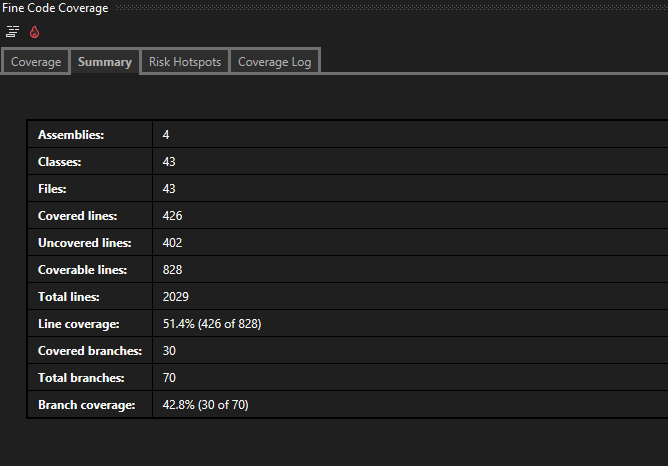 Fine Code Coverage
Coverage Summary Risk Hotspots Coverage Log
Assemblies: 4
Classes: 43
Files: 43
Covered lines: 426
Uncovered lines: 402
Coverable lines: 828
Total lines: 2029
Line coverage: 51.4% (426 of 828)
Covered branches: 30
Total branches: 70
Branch coverage: 42.8% (30 of 70)